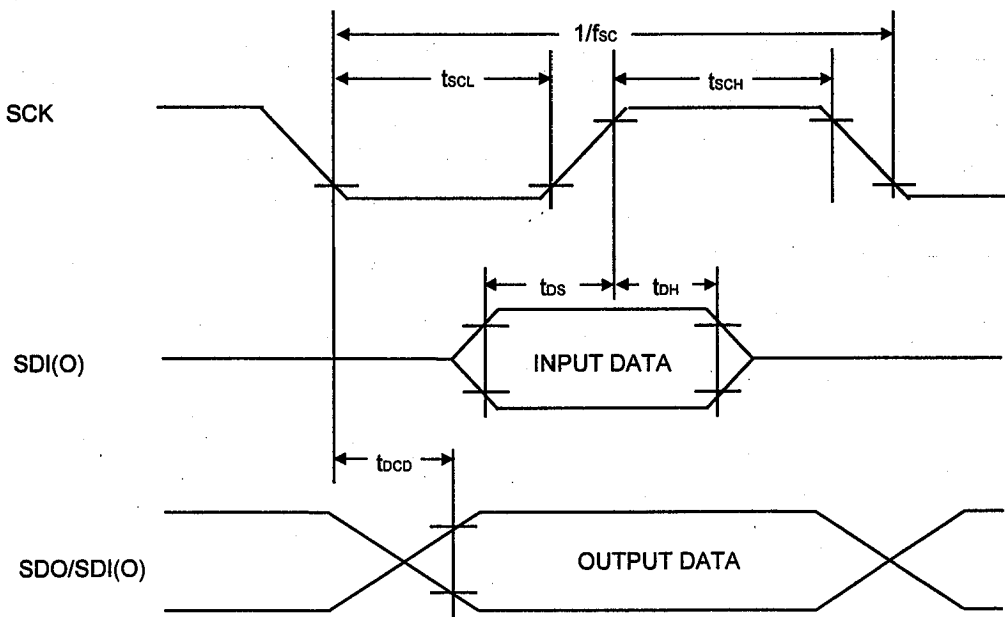 1/fsc
tSCL
tSCH
SCK
tDS
tDH
SDI(O)
INPUT DATA
tDCD
SDO/SDI(O)
OUTPUT DATA